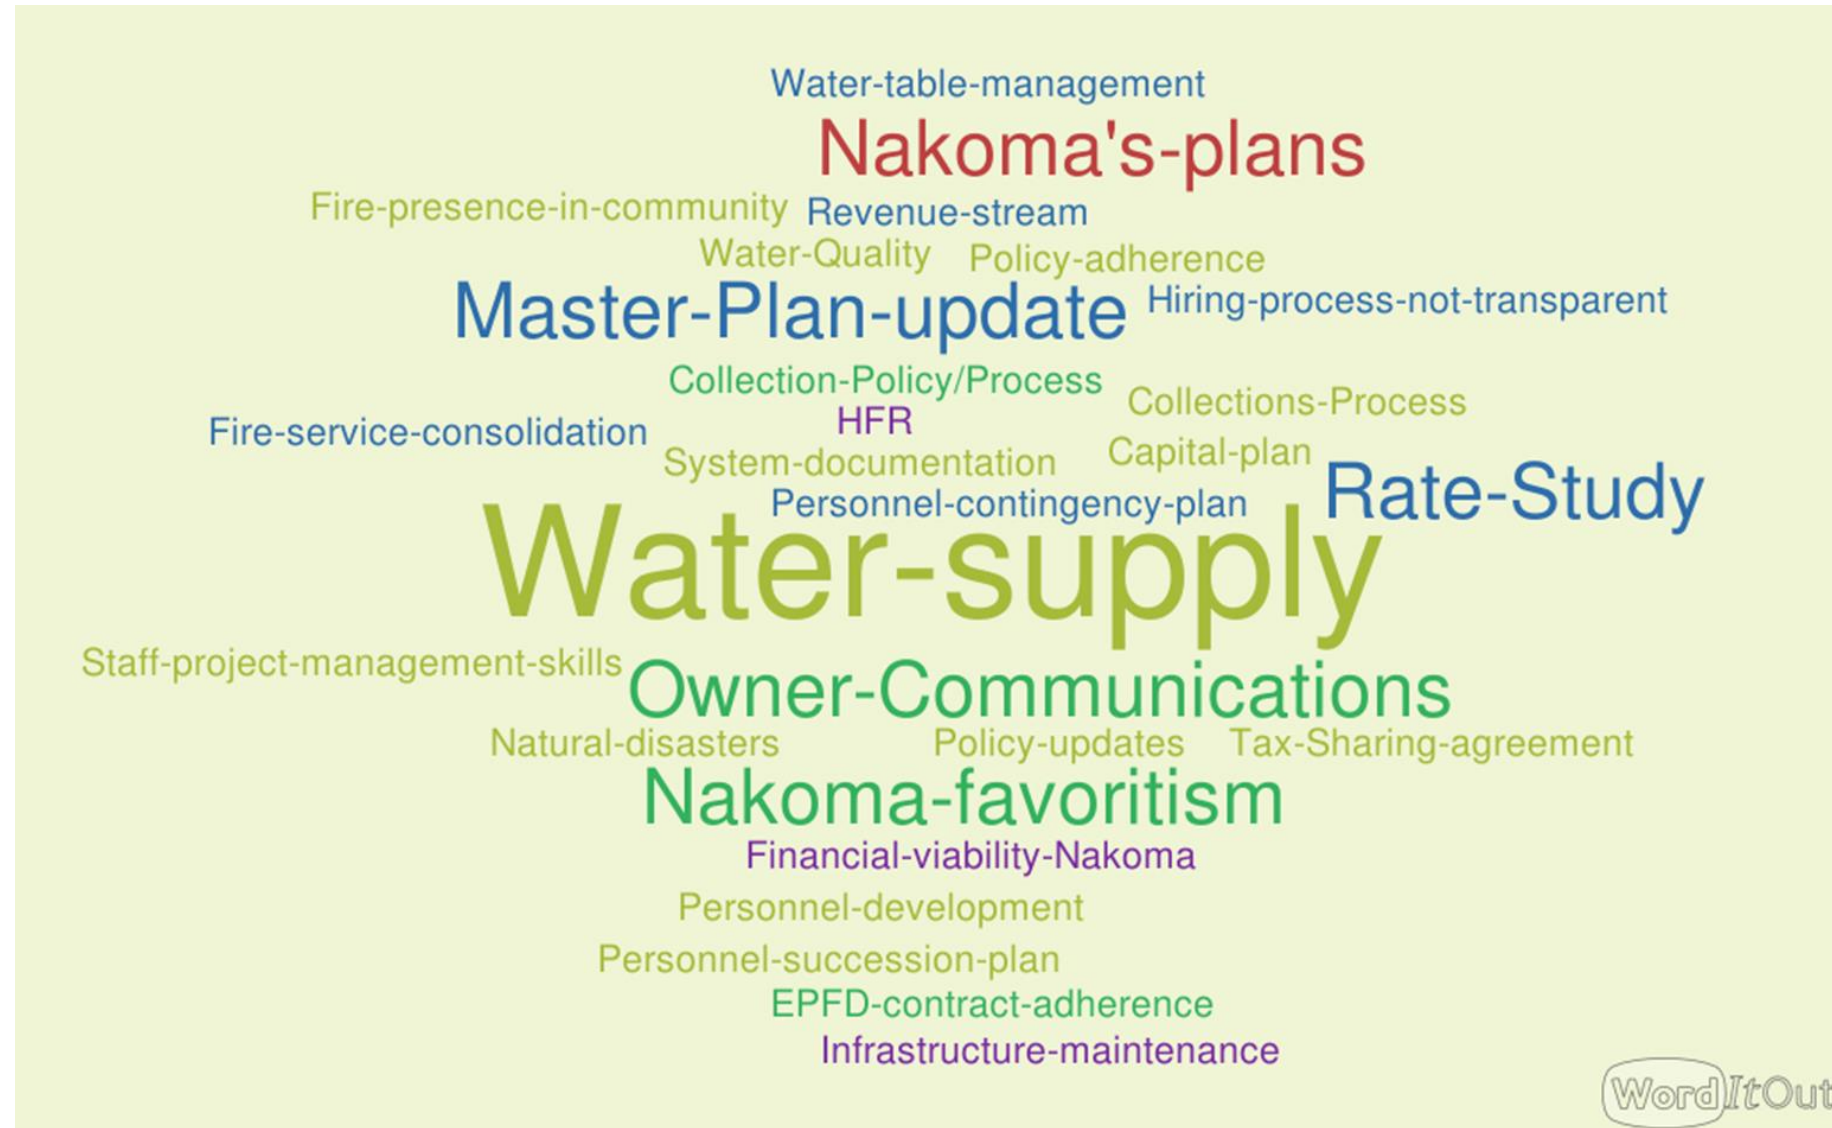 Water-table-management
Nakoma's-plans
Fire-presence-in-community Revenue-stream
Water-Quality Policy-adherence
Master-Plan-update Hiring-process-not-transparent
Collection-Policy/Process
Collections-Process
Fire-service-consolidation HFR
System-documentation Capital-plan
Rate-Study
Personnel-contingency-plan
Water-supply
Staff-project-management-skills
Owner-Communications
Natural-disasters Policy-updates Tax-Sharing-agreement
Nakoma-favoritism
Financial-viability-Nakoma
Personnel-development
Personnel-succession-plan
EPFD-contract-adherence
Infrastructure-maintenance
WordItOut